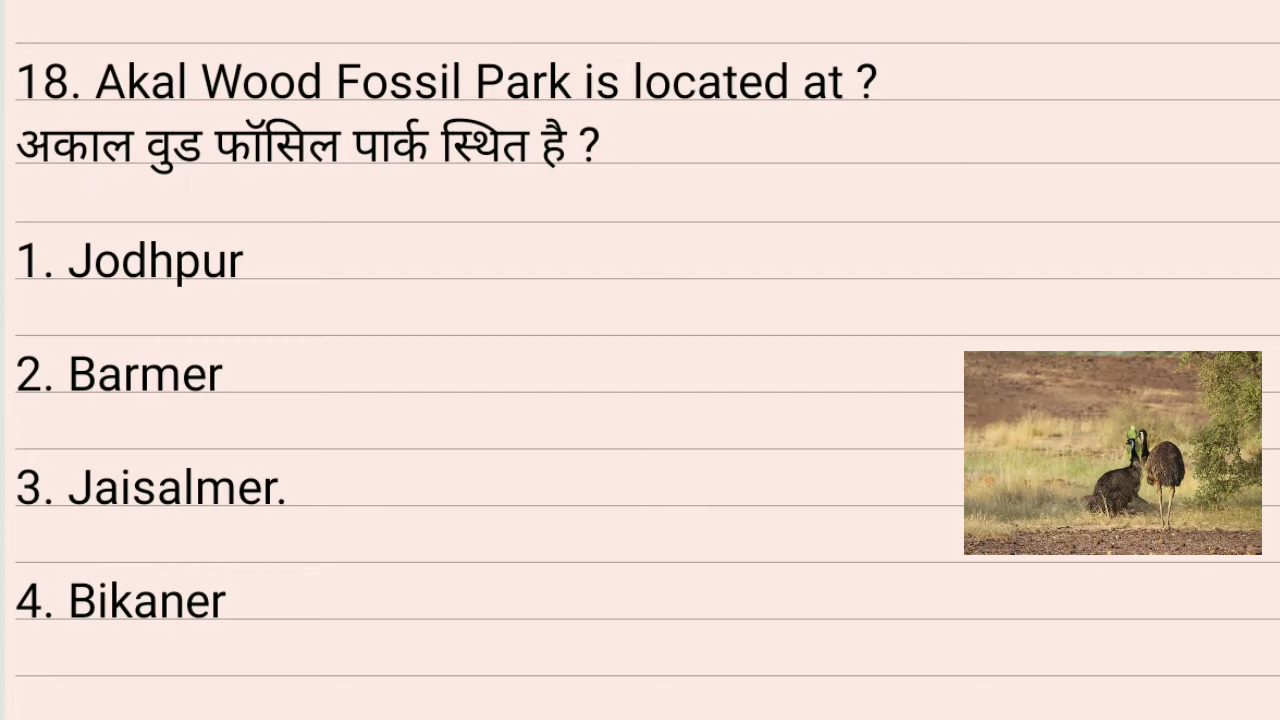 18. Akal Wood Fossil Park is located at ?
अकाल वुड फॉसिल पार्क स्थित है ?
1. Jodhpur
2. Barmer
3. Jaisalmer.
4. Bikaner